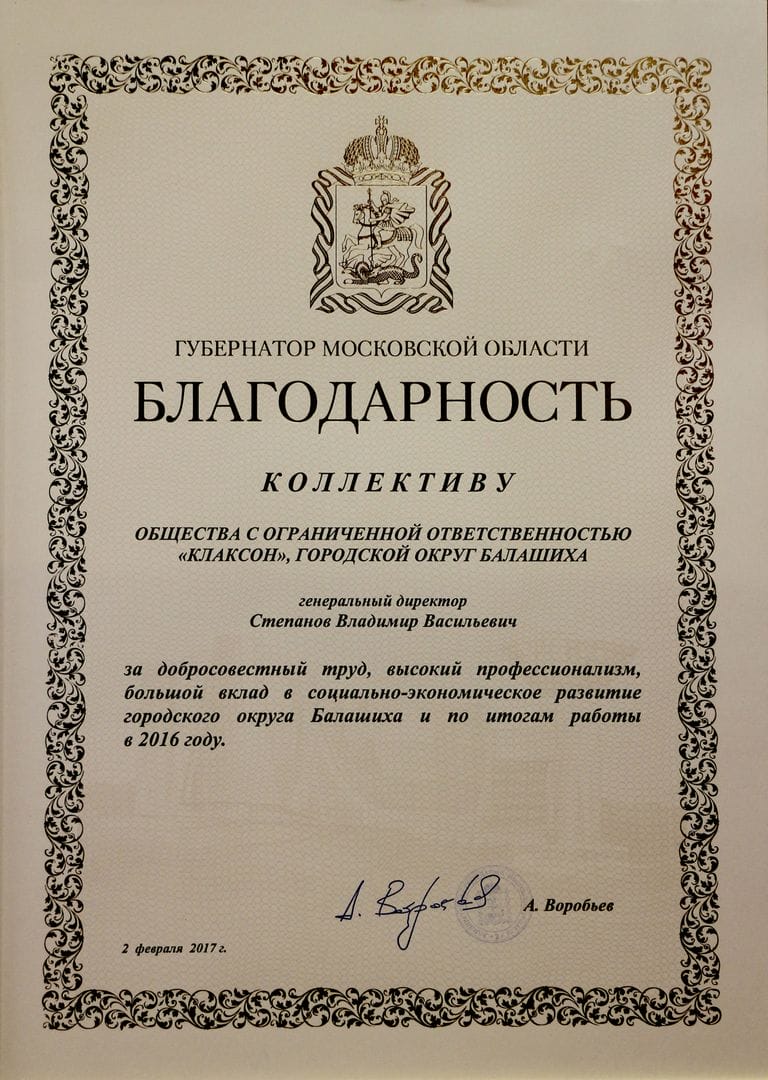 ГУБЕРНАТОР МОСКОВСКОЙ ОБЛАСТИ
БЛАГОДАРНОСТЬ
КОЛЛЕКТИВУ
ОБЩЕСТВА С ОГРАНИЧЕННОЙ ОТВЕТСТВЕННОСТЬЮ
«КЛАКСОН», ГОРОДСКОЙ ОКРУГ БАЛАШИХА
генеральный директор
Степанов Владимир Васильевич
за добросовестный труд, высокий профессионализм,
большой вклад в социально-экономическое развитие
городского округа Балашиха и по итогам работы
в 2016 году.
А. Воробьев
А. Воробьев
2 февраля 2017 г.